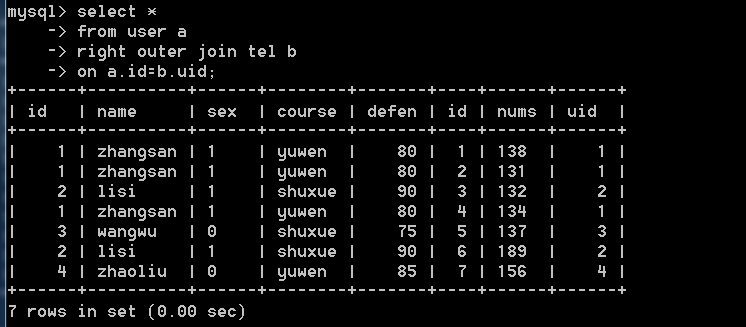 mysql> select *
    -> from user a
    -> right outer join tel b
    -> on a.id=b.uid;
+------+----------+------+--------+-------+----+------+------+
| id   | name     | sex  | course | defen | id | nums | uid  |
+------+----------+------+--------+-------+----+------+------+
|    1 | zhangsan | 1    | yuwen  |    80 |  1 | 138  |    1 |
|    1 | zhangsan | 1    | yuwen  |    80 |  2 | 131  |    1 |
|    2 | lisi     | 1    | shuxue |    90 |  3 | 132  |    2 |
|    1 | zhangsan | 1    | yuwen  |    80 |  4 | 134  |    1 |
|    3 | wangwu   | 0    | shuxue |    75 |  5 | 137  |    3 |
|    2 | lisi     | 1    | shuxue |    90 |  6 | 189  |    2 |
|    4 | zhaoliu  | 0    | yuwen  |    85 |  7 | 156  |    4 |
+------+----------+------+--------+-------+----+------+------+
7 rows in set (0.00 sec)